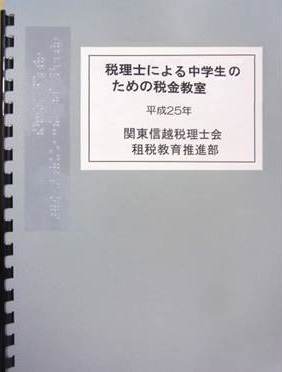 税理士による中学生の
ための税金教室
平成25年
関東信越税理士会
租税教育推進部